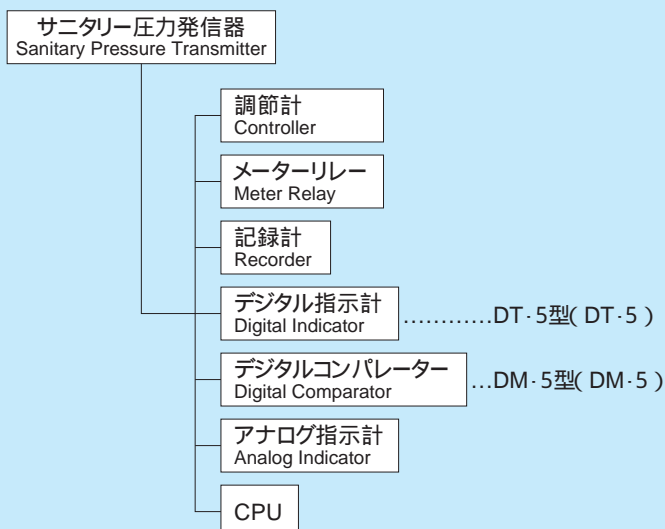 サニタリー圧力発信器
Sanitary Pressure Transmitter
調節計
Controller
メーターリレー
Meter Relay
記録計
Recorder
デジタル指示計
Digital Indicator
…………DT·5型( DT·5 )
デジタルコンパレーター
Digital Comparator
…DM·5型( DM·5 )
アナログ指示計
Analog Indicator
CPU